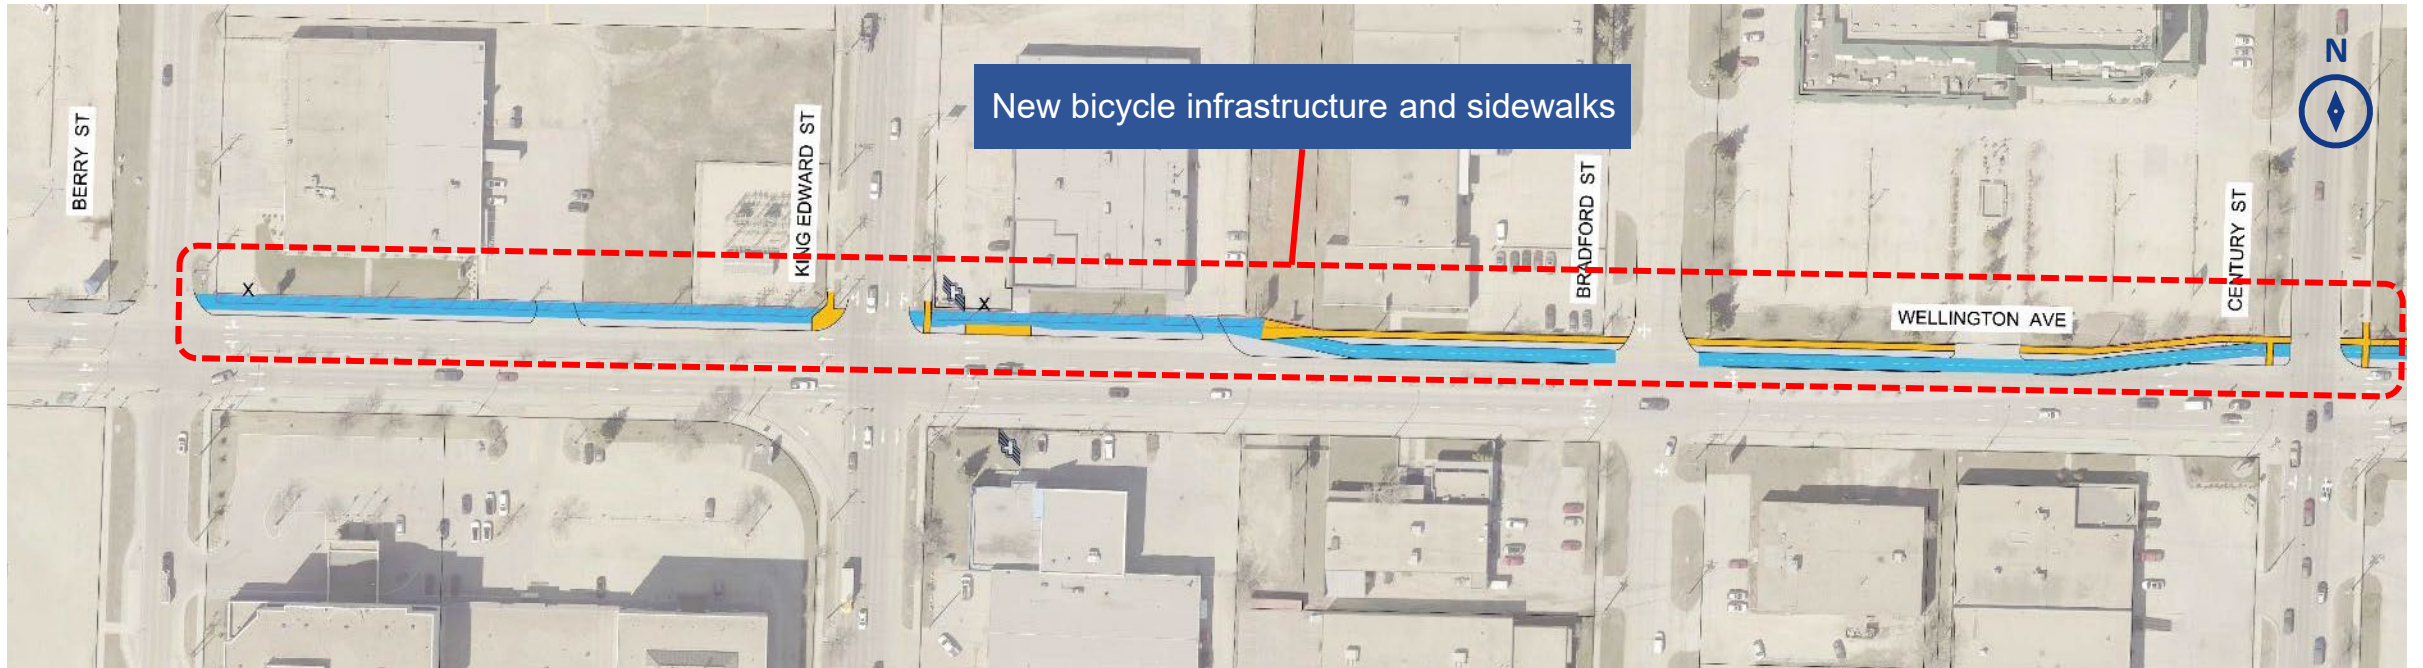 New bicycle infrastructure and sidewalks
N
BERRY ST
KING EDWARD ST
BRADFORD ST
CENTURY ST
WELLINGTON AVE
X
X